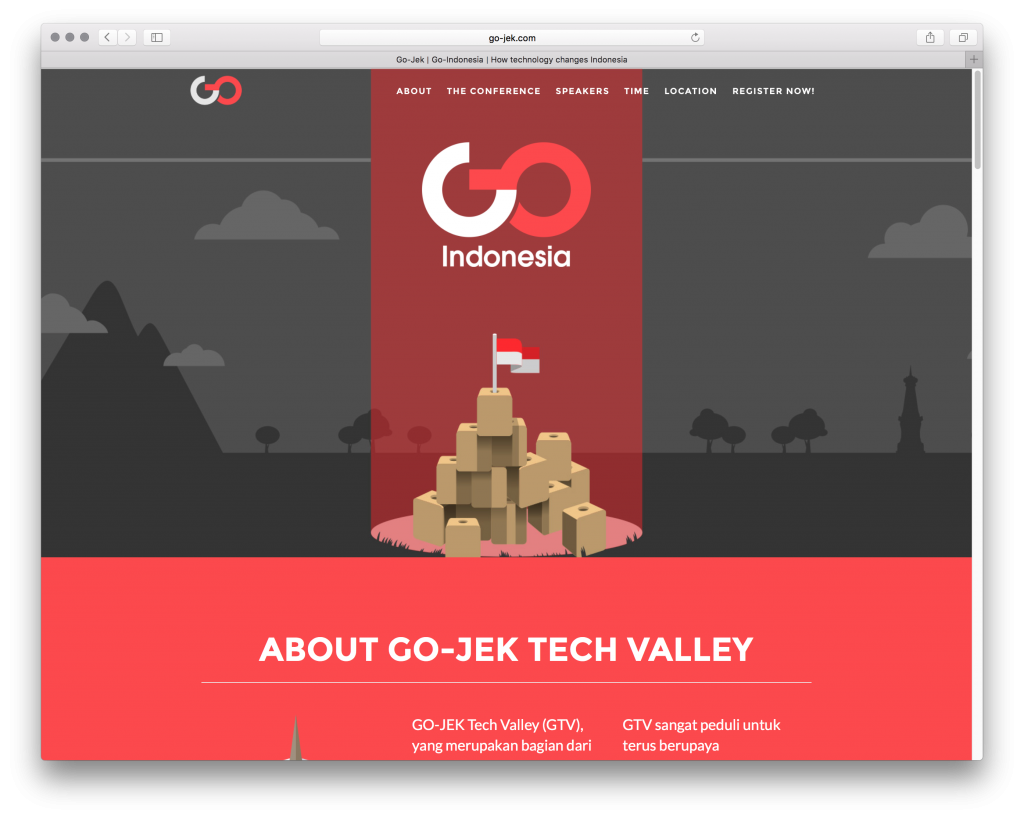 go-jek.com
Go-Jek | Go-Indonesia | How technology changes Indonesia
GO
ABOUT THE CONFERENCE SPEAKERS TIME LOCATION REGISTER NOW!
GO
Indonesia
ABOUT GO-JEK TECH VALLEY
GO-JEK Tech Valley (GTV),
yang merupakan bagian dari
GTV sangat peduli untuk
terus berupaya